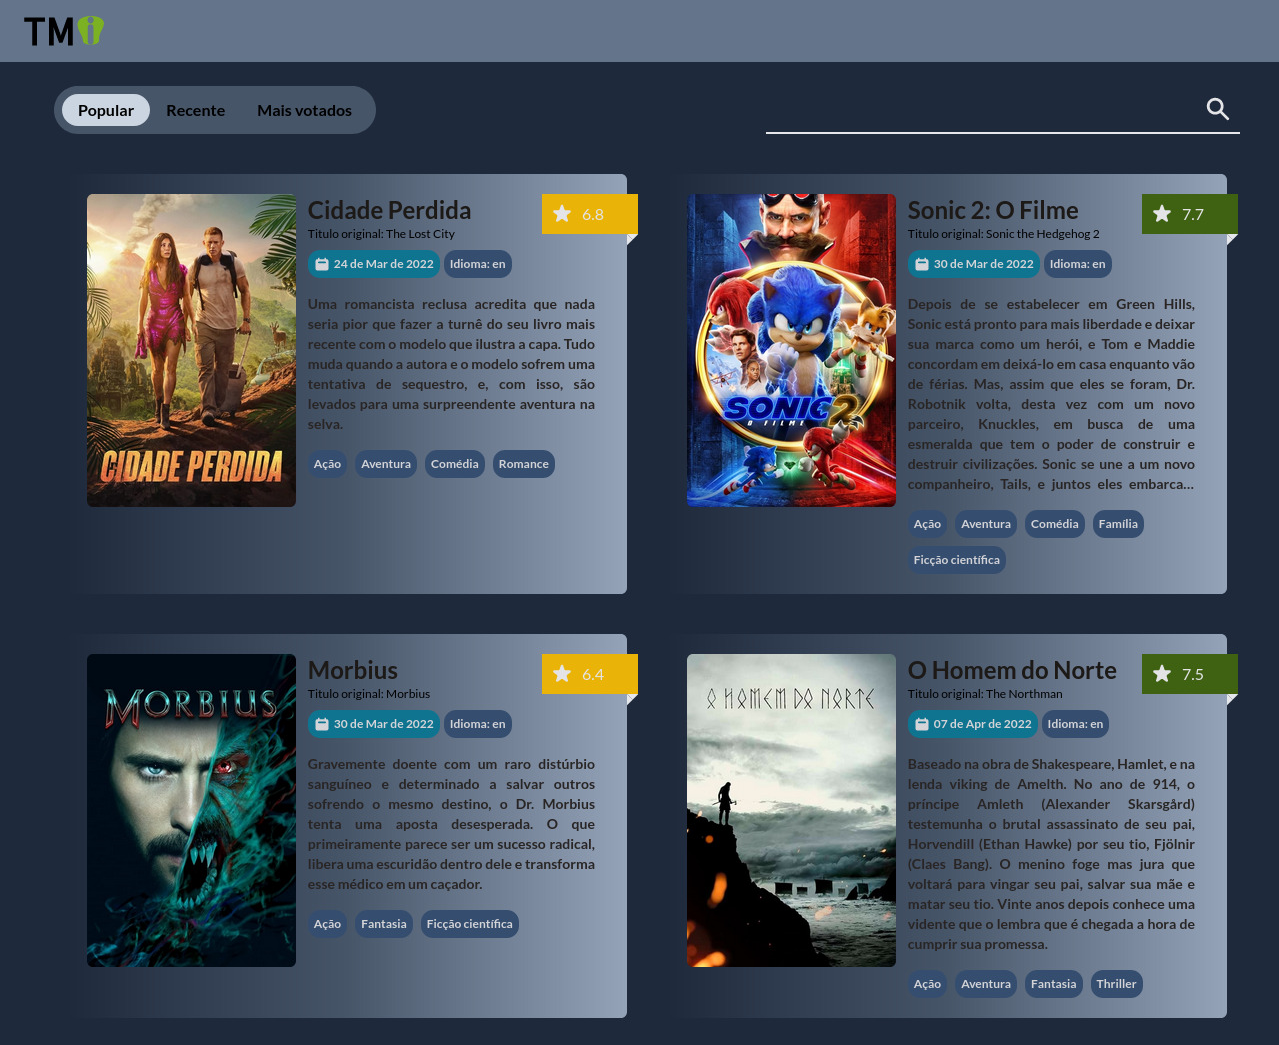 TMi
Popular
Recente
Mais votados
CIDADE PERDIDA
Cidade Perdida
6.8
Titulo original: The Lost City
24 de Mar de 2022
Idioma: en
Uma romancista reclusa acredita que nada
seria pior que fazer a turnê do seu livro mais
recente com o modelo que ilustra a capa. Tudo
muda quando a autora e o modelo sofrem uma
tentativa de sequestro, e, com isso, são
levados para uma surpreendente aventura na
selva.
Ação
Aventura
Comédia
Romance
SONIC 2
O FILME
Sonic 2: O Filme
7.7
Titulo original: Sonic the Hedgehog 2
30 de Mar de 2022
Idioma: en
Depois de se estabelecer em Green Hills,
Sonic está pronto para mais liberdade e deixar
sua marca como um herói, e Tom e Maddie
concordam em deixá-lo em casa enquanto vão
de férias. Mas, assim que eles se foram, Dr.
Robotnik volta, desta vez com um novo
parceiro, Knuckles, em busca de uma
esmeralda que tem o poder de construir e
destruir civilizações. Sonic se une a um novo
companheiro, Tails, e juntos eles embarca...
Ação
Aventura
Comédia
Família
Ficção científica
MORBIUS
Morbius
6.4
Titulo original: Morbius
30 de Mar de 2022
Idioma: en
Gravemente doente com um raro distúrbio
sanguíneo e determinado a salvar outros
sofrendo o mesmo destino, o Dr. Morbius
tenta uma aposta desesperada. O que
primeiramente parece ser um sucesso radical,
libera uma escuridão dentro dele e transforma
esse médico em um caçador.
Ação
Fantasia
Ficção científica
O HOMEM DO NORTE
O Homem do Norte
7.5
Titulo original: The Northman
07 de Apr de 2022
Idioma: en
Baseado na obra de Shakespeare, Hamlet, e na
lenda viking de Amelth. No ano de 914, o
príncipe Amleth (Alexander Skarsgård)
testemunha o brutal assassinato de seu pai,
Horvendill (Ethan Hawke) por seu tio, Fjölnir
(Claes Bang). O menino foge mas jura que
voltará para vingar seu pai, salvar sua mãe e
matar seu tio. Vinte anos depois conhece uma
vidente que o lembra que é chegada a hora de
cumprir sua promessa.
Ação
Aventura
Fantasia
Thriller